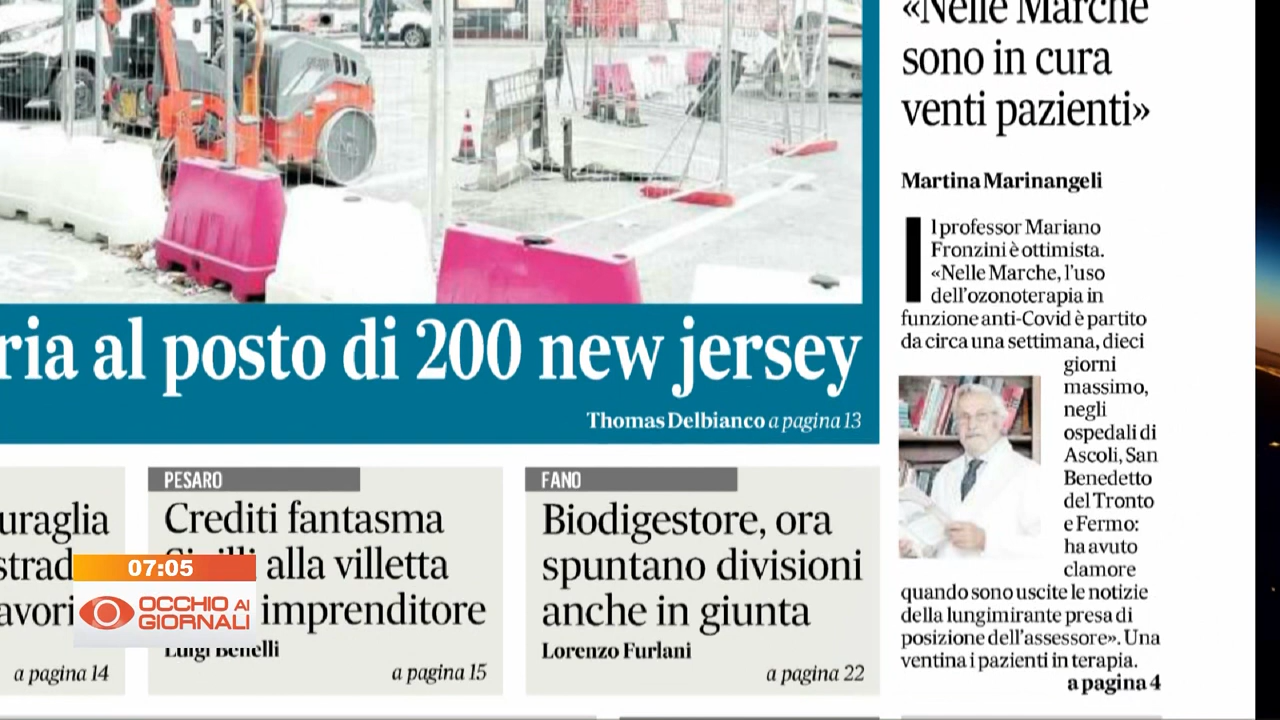 «Nelle Marche
sono in cura
venti pazienti»
Martina Marinangeli
Il professor Mariano
Fronzini è ottimista.
«Nelle Marche, l'uso
dell'ozonoterapia in
funzione anti-Covid è partito
da circa una settimana, dieci
giorni
massimo,
negli
ospedali di
Ascoli, San
Benedetto
del Tronto
e Fermo:
ha avuto
clamore
quando sono uscite le notizie
della lungimirante presa di
posizione dell'assessore». Una
ventina i pazienti in terapia.
a pagina 4
ria al posto di 200 new jersey
Thomas Delbianco a pagina 13
uraglia
strad
avori
a pagina 14
PESARO
Crediti fantasma
alla villetta
imprenditore
Luigi Benelli
a pagina 15
FANO
Biodigestore, ora
spuntano divisioni
anche in giunta
Lorenzo Furlani
a pagina 22
07:05
OCCHIO AI
GIORNALI